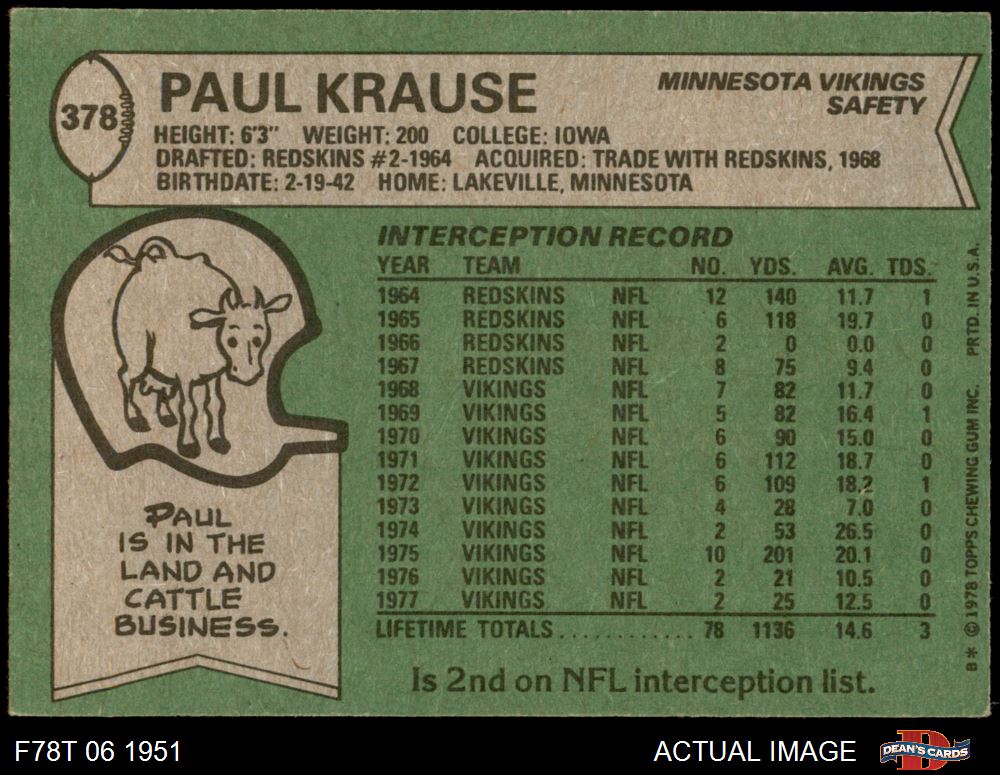 378
PAUL KRAUSE
MINNESOTA VIKINGS
SAFETY
HEIGHT: 6'3" WEIGHT: 200 COLLEGE: IOWA
DRAFTED: REDSKINS #2-1964 ACQUIRED: TRADE WITH REDSKINS, 1968
BIRTHDATE: 2-19-42 HOME: LAKEVILLE, MINNESOTA
INTERCEPTION RECORD
YEAR TEAM NO. YDS. AVG. TDS.
1964 REDSKINS NFL 12 140 11.7 1
1965 REDSKINS NFL 6 118 19.7 0
1966 REDSKINS NFL 2 0 0.0 0
1967 REDSKINS NFL 8 75 9.4 0
1968 VIKINGS NFL 7 82 11.7 0
1969 VIKINGS NFL 5 82 16.4 1
1970 VIKINGS NFL 6 90 15.0 0
1971 VIKINGS NFL 6 112 18.7 0
1972 VIKINGS NFL 6 109 18.2 1
1973 VIKINGS NFL 4 28 7.0 0
1974 VIKINGS NFL 2 53 26.5 0
1975 VIKINGS NFL 10 201 20.1 0
1976 VIKINGS NFL 2 21 10.5 0
1977 VIKINGS NFL 2 25 12.5 0
LIFETIME TOTALS............ 78 1136 14.6 3
Is 2nd on NFL interception list.
PAUL
IS IN THE
LAND AND
CATTLE
BUSINESS.
B* © 1978 TOPPS CHEWING GUM INC. PRTD. IN U.S.A.
F78T 06 1951
ACTUAL IMAGE
D
DEAN'S CARDS